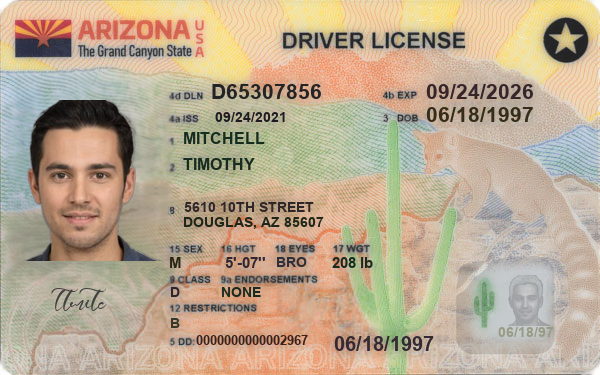 ARIZONA USA
The Grand Canyon State
DRIVER LICENSE
4d DLN D65307856
4b EXP 09/24/2026
4a ISS 09/24/2021
3 DOB 06/18/1997
1 MITCHELL
2 TIMOTHY
8 5610 10TH STREET
DOUGLAS, AZ 85607
15 SEX 16 HGT 18 EYES 17 WGT
M 5'-07" BRO 208 lb
9 CLASS 9a ENDORSEMENTS
D NONE
12 RESTRICTIONS
B
5 DD: 0000000000002967
06/18/1997
06/18/97
ARIZONA ARIZONA ARIZONA ARIZONA